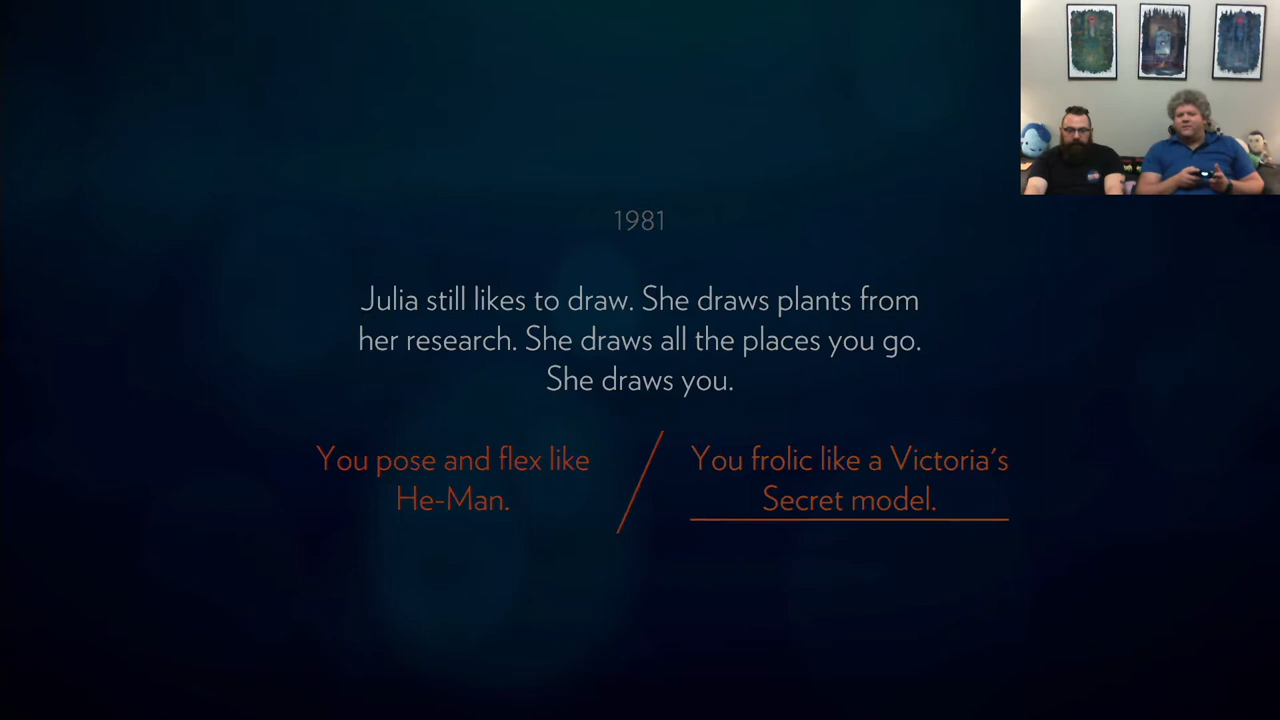 1981
Julia still likes to draw. She draws plants from
her research. She draws all the places you go.
She draws you.
You pose and flex like
He-Man.
You frolic like a Victoria's
Secret model.